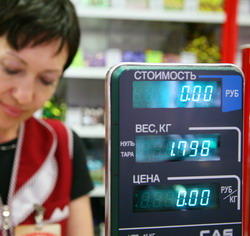 СТОИМОСТЬ
0.00 РУБ
ВЕС, КГ
НУЛЬ
ТАРА
1.798 CAS
ЦЕНА
0.00 РУБ/КГ